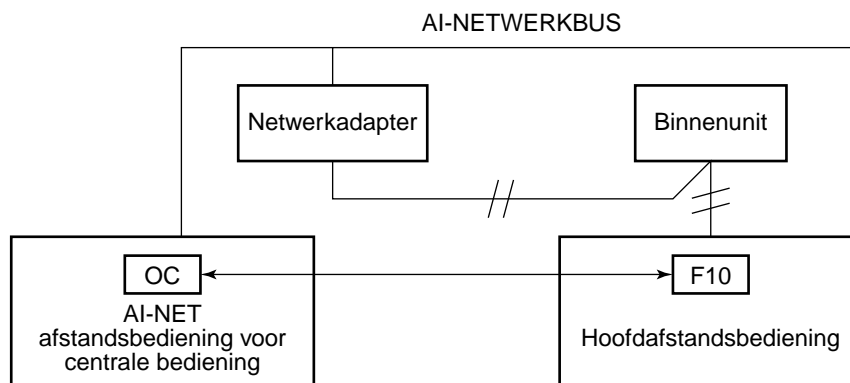 AI-NETWERKBUS
Netwerkadapter
Binnenunit
OC
F10
AI-NET
afstandsbediening voor
centrale bediening
Hoofdafstandsbediening